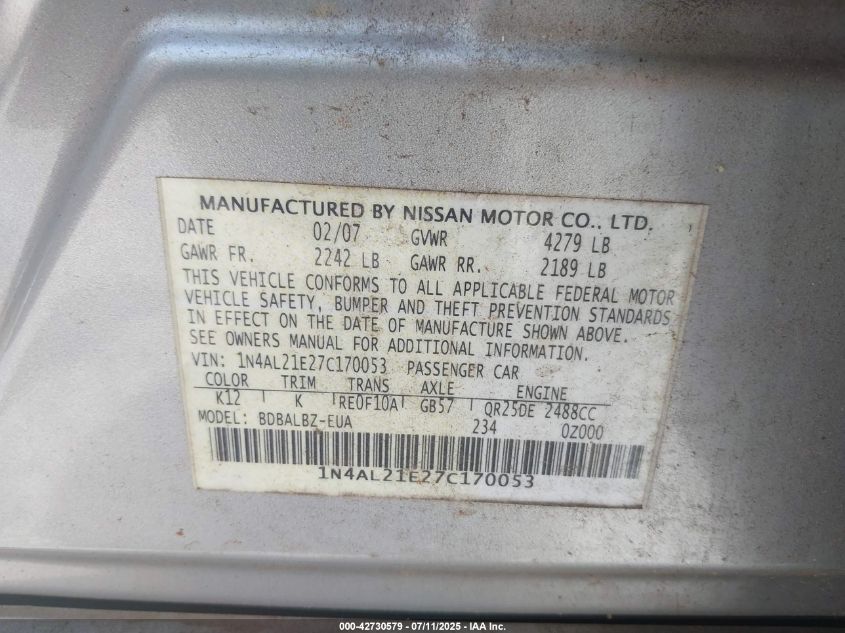 MANUFACTURED BY NISSAN MOTOR CO., LTD.
DATE 02/07 GVWR 4279 LB
GAWR FR. 2242 LB GAWR RR. 2189 LB
THIS VEHICLE CONFORMS TO ALL APPLICABLE FEDERAL MOTOR
VEHICLE SAFETY, BUMPER AND THEFT PREVENTION STANDARDS
IN EFFECT ON THE DATE OF MANUFACTURE SHOWN ABOVE.
SEE OWNERS MANUAL FOR ADDITIONAL INFORMATION.
VIN: 1N4AL21E27C170053 PASSENGER CAR
COLOR TRIM TRANS AXLE ENGINE
K12 K RE0F10A GB57 QR25DE 2488CC
MODEL: BDBALBZ-EUA 234 0Z000
1N4AL21E27C170053
000-42730579 - 07/11/2025 - IAA Inc.